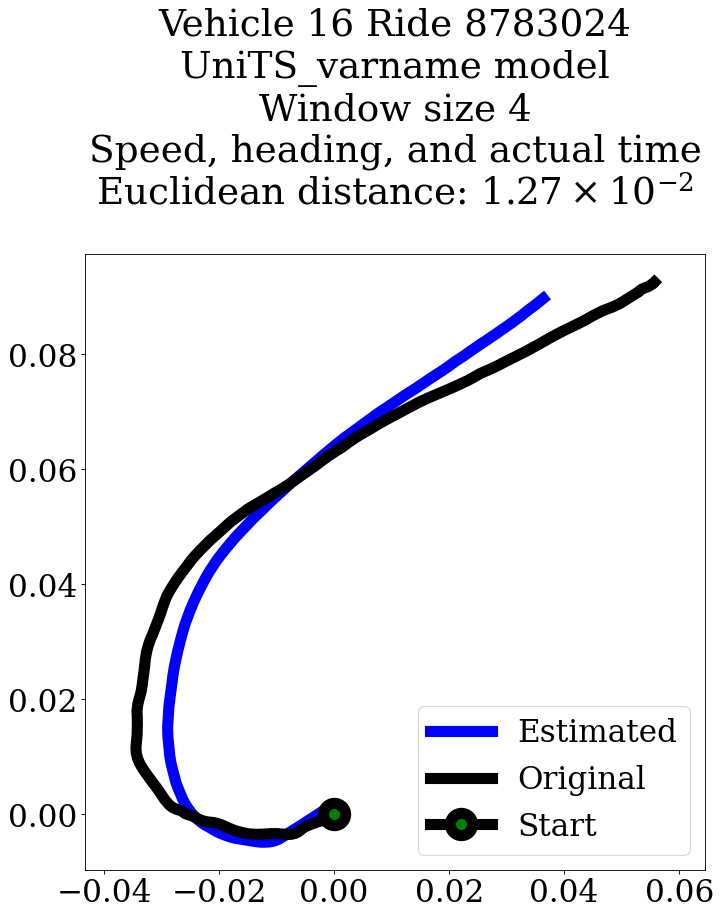 Vehicle 16 Ride 8783024
UniTS_varname model
Window size 4
Speed, heading, and actual time
Euclidean distance: 1.27 × 10⁻²
0.08
0.06
0.04
0.02
0.00
Estimated
Original
Start
−0.04 −0.02 0.00 0.02 0.04 0.06